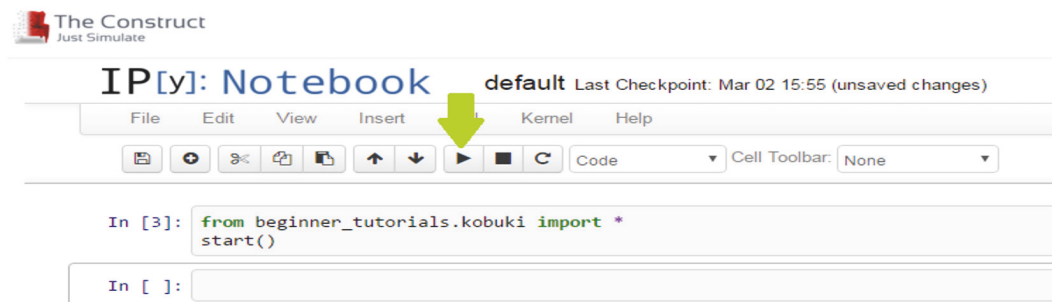 The Construct
Just Simulate
IP[y]: Notebook default Last Checkpoint: Mar 02 15:55 (unsaved changes)
File Edit View Insert Kernel Help
Code Cell Toolbar: None
In [3]: from beginner_tutorials.kobuki import *
start()
In [ ]: